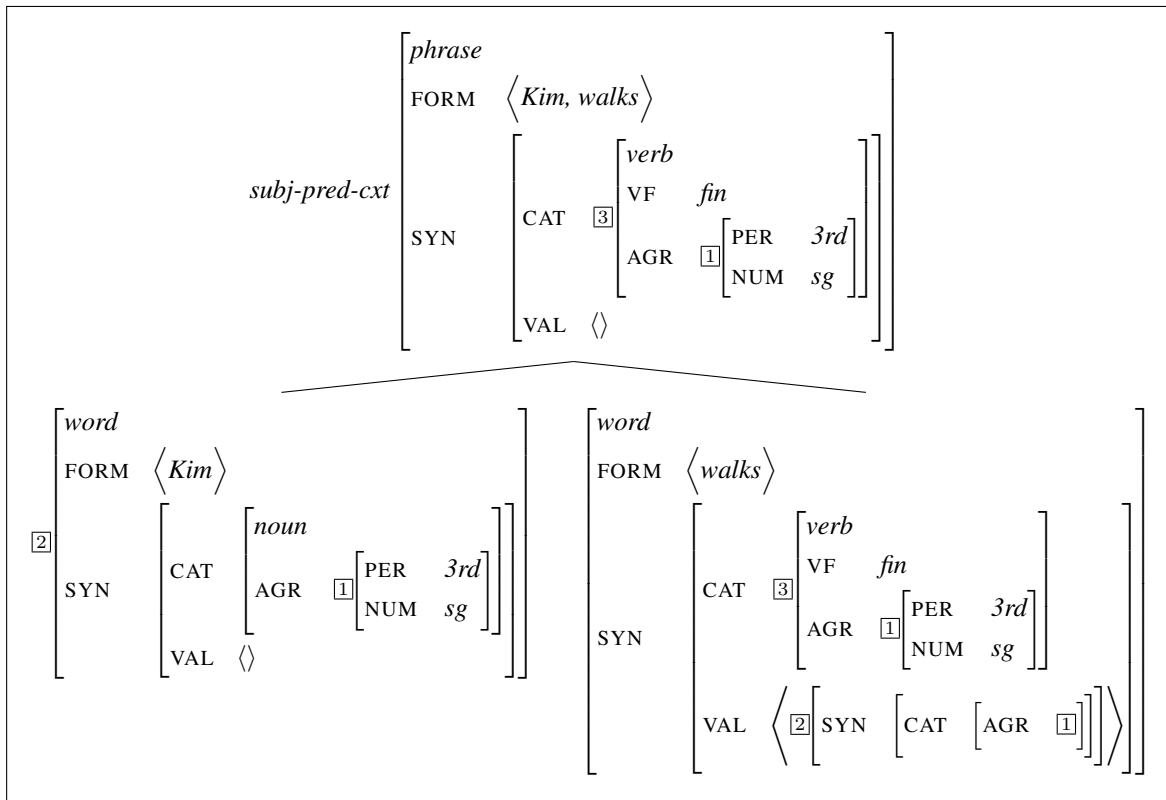 phrase
FORM ⟨Kim, walks⟩
verb
VF fin
subj-pred-cxt
CAT 3
SYN
PER 3rd
AGR 1
NUM sg
VAL ⟨⟩
word
FORM ⟨Kim⟩
noun
2
CAT
PER 3rd
SYN
AGR 1
NUM sg
VAL ⟨⟩
word
FORM ⟨walks⟩
verb
VF fin
CAT 3
PER 3rd
AGR 1
SYN
NUM sg
VAL ⟨2[SYN [CAT [AGR 1]]]⟩